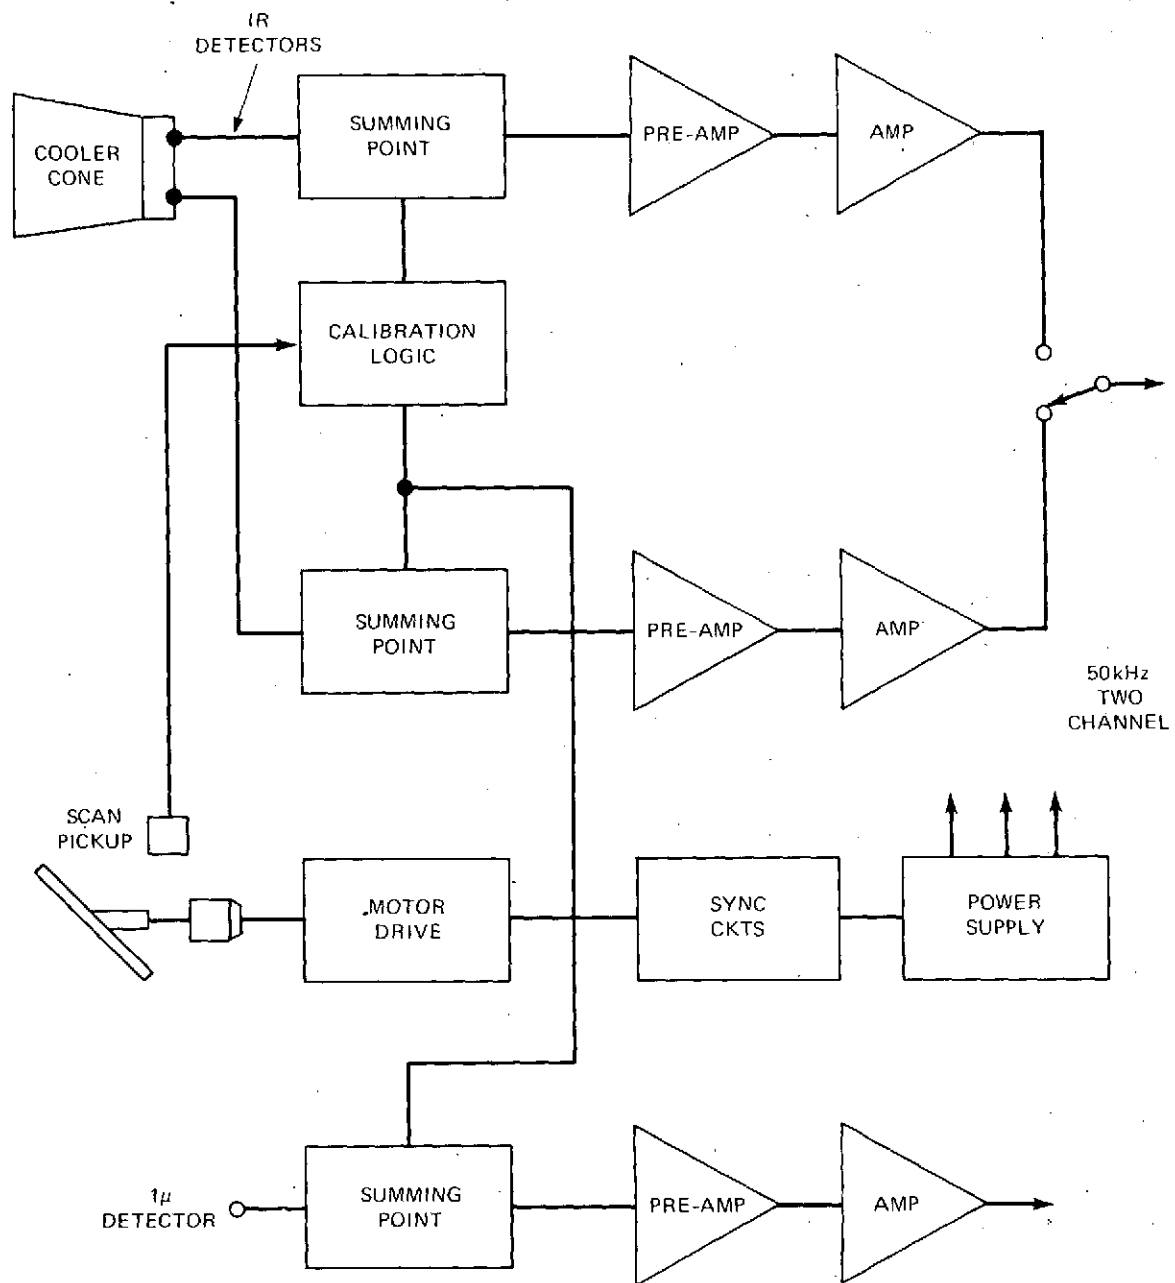 IR
DETECTORS
COOLER
CONE
SUMMING
POINT
PRE-AMP
AMP
CALIBRATION
LOGIC
SUMMING
POINT
PRE-AMP
AMP
50kHz
TWO
CHANNEL
SCAN
PICKUP
MOTOR
DRIVE
SYNC
CKTS
POWER
SUPPLY
1μ
DETECTOR
SUMMING
POINT
PRE-AMP
AMP